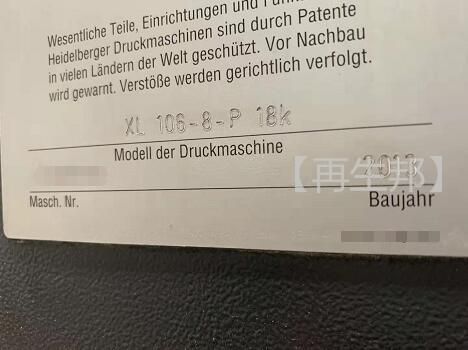 Wesentliche Teile, Einrichtungen und
Heidelberger Druckmaschinen sind durch Patente
in vielen Ländern der Welt geschützt. Vor Nachbau
wird gewarnt. Verstöße werden gerichtlich verfolgt.
XL 106-8-P 18k
Modell der Druckmaschine
2013
【再生邦】
Masch. Nr.
Baujahr